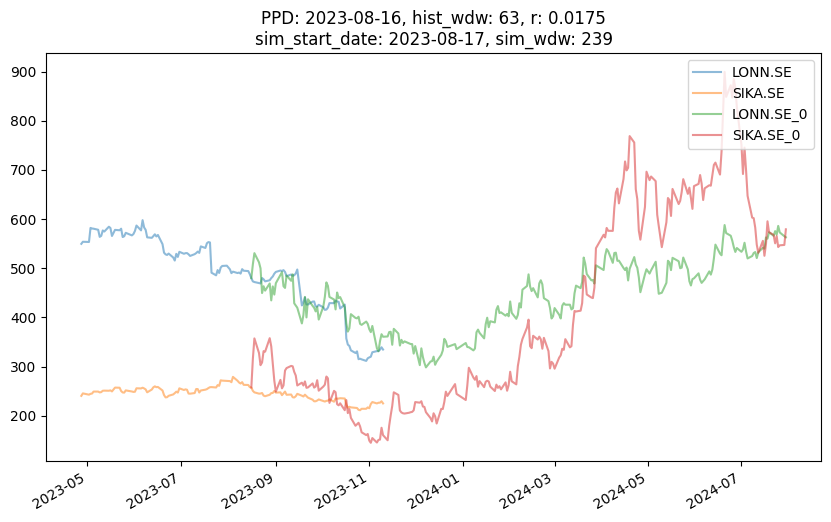 PPD: 2023-08-16, hist_wdw: 63, r: 0.0175
sim_start_date: 2023-08-17, sim_wdw: 239
900
800
700
600
500
400
300
200
LONN.SE
SIKA.SE
LONN.SE_0
SIKA.SE_0
2023-05
2023-07
2023-09
2023-11
2024-01
2024-03
2024-05
2024-07